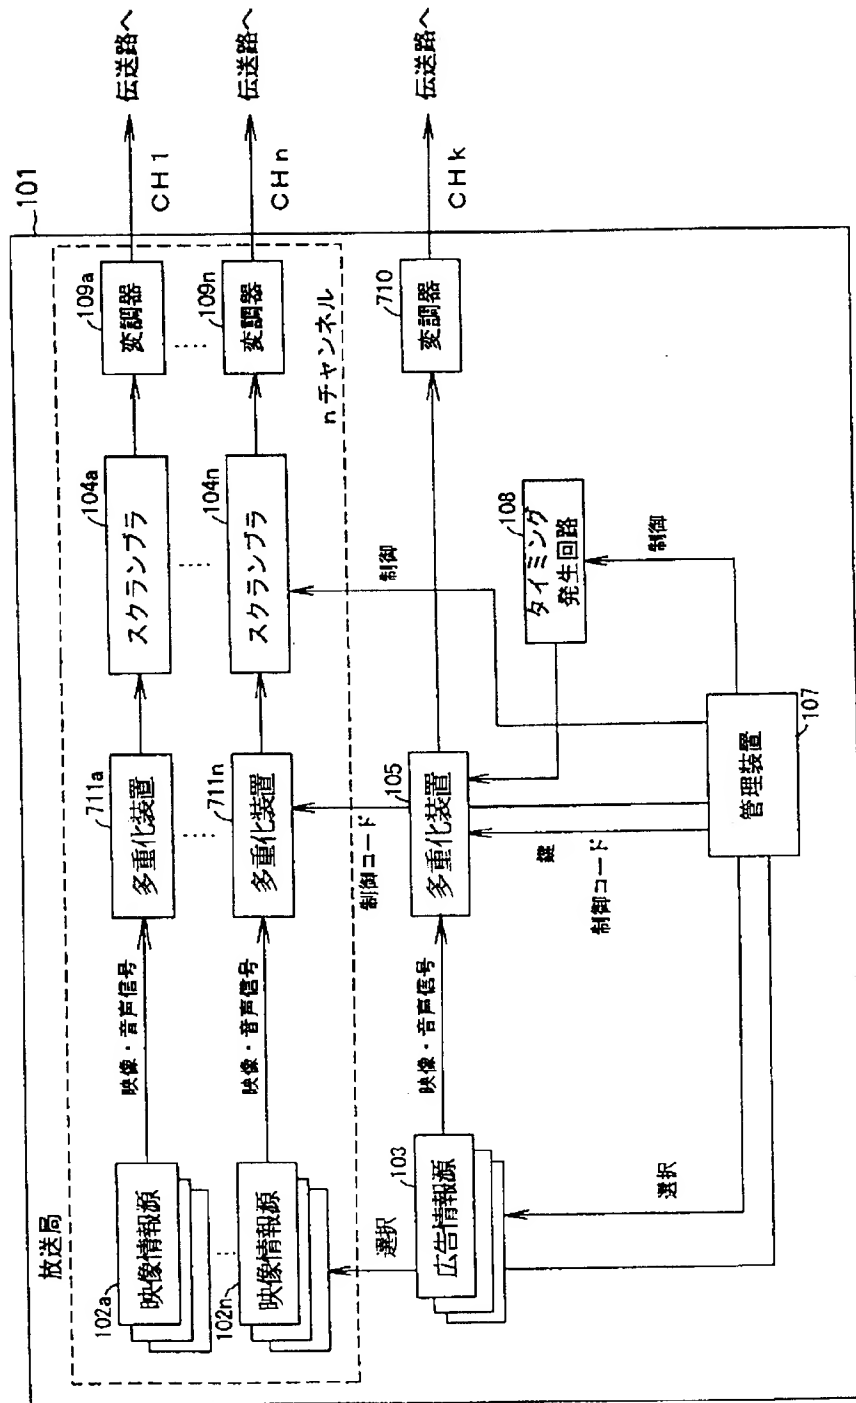 放送局
101
102a
映像情報源
映像・音声信号
711a
多重化装置
104a
スクランブラ
109a
変調器
CH1
伝送路へ
102n
映像情報源
映像・音声信号
711n
多重化装置
104n
スクランブラ
109n
変調器
CHn
伝送路へ
nチャンネル
選択
制御コード
制御
103
広告情報源
映像・音声信号
105
多重化装置
710
変調器
CHk
伝送路へ
108
タイミング
発生回路
鍵
制御コード
制御
選択
管理装置
107